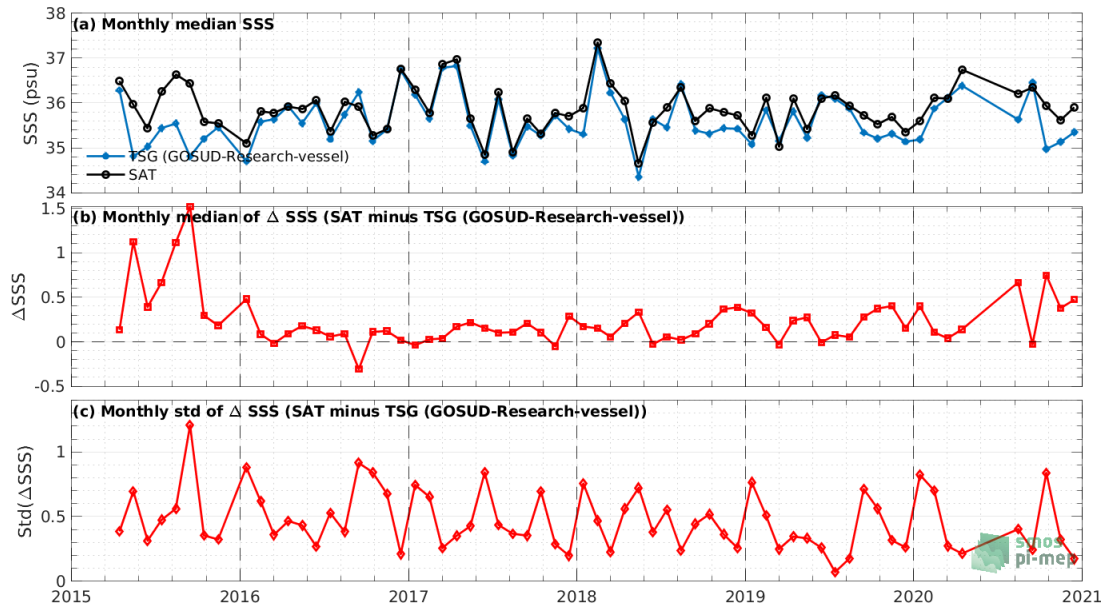 (a) Monthly median SSS
38
37
36
35
34
SSS (psu)
TSG (GOSUD-Research-vessel)
SAT
(b) Monthly median of Δ SSS (SAT minus TSG (GOSUD-Research-vessel))
1.5
1
0.5
0
-0.5
ΔSSS
(c) Monthly std of Δ SSS (SAT minus TSG (GOSUD-Research-vessel))
1
0.5
0
Std(ΔSSS)
smos
pi-mep
2015 2016 2017 2018 2019 2020 2021